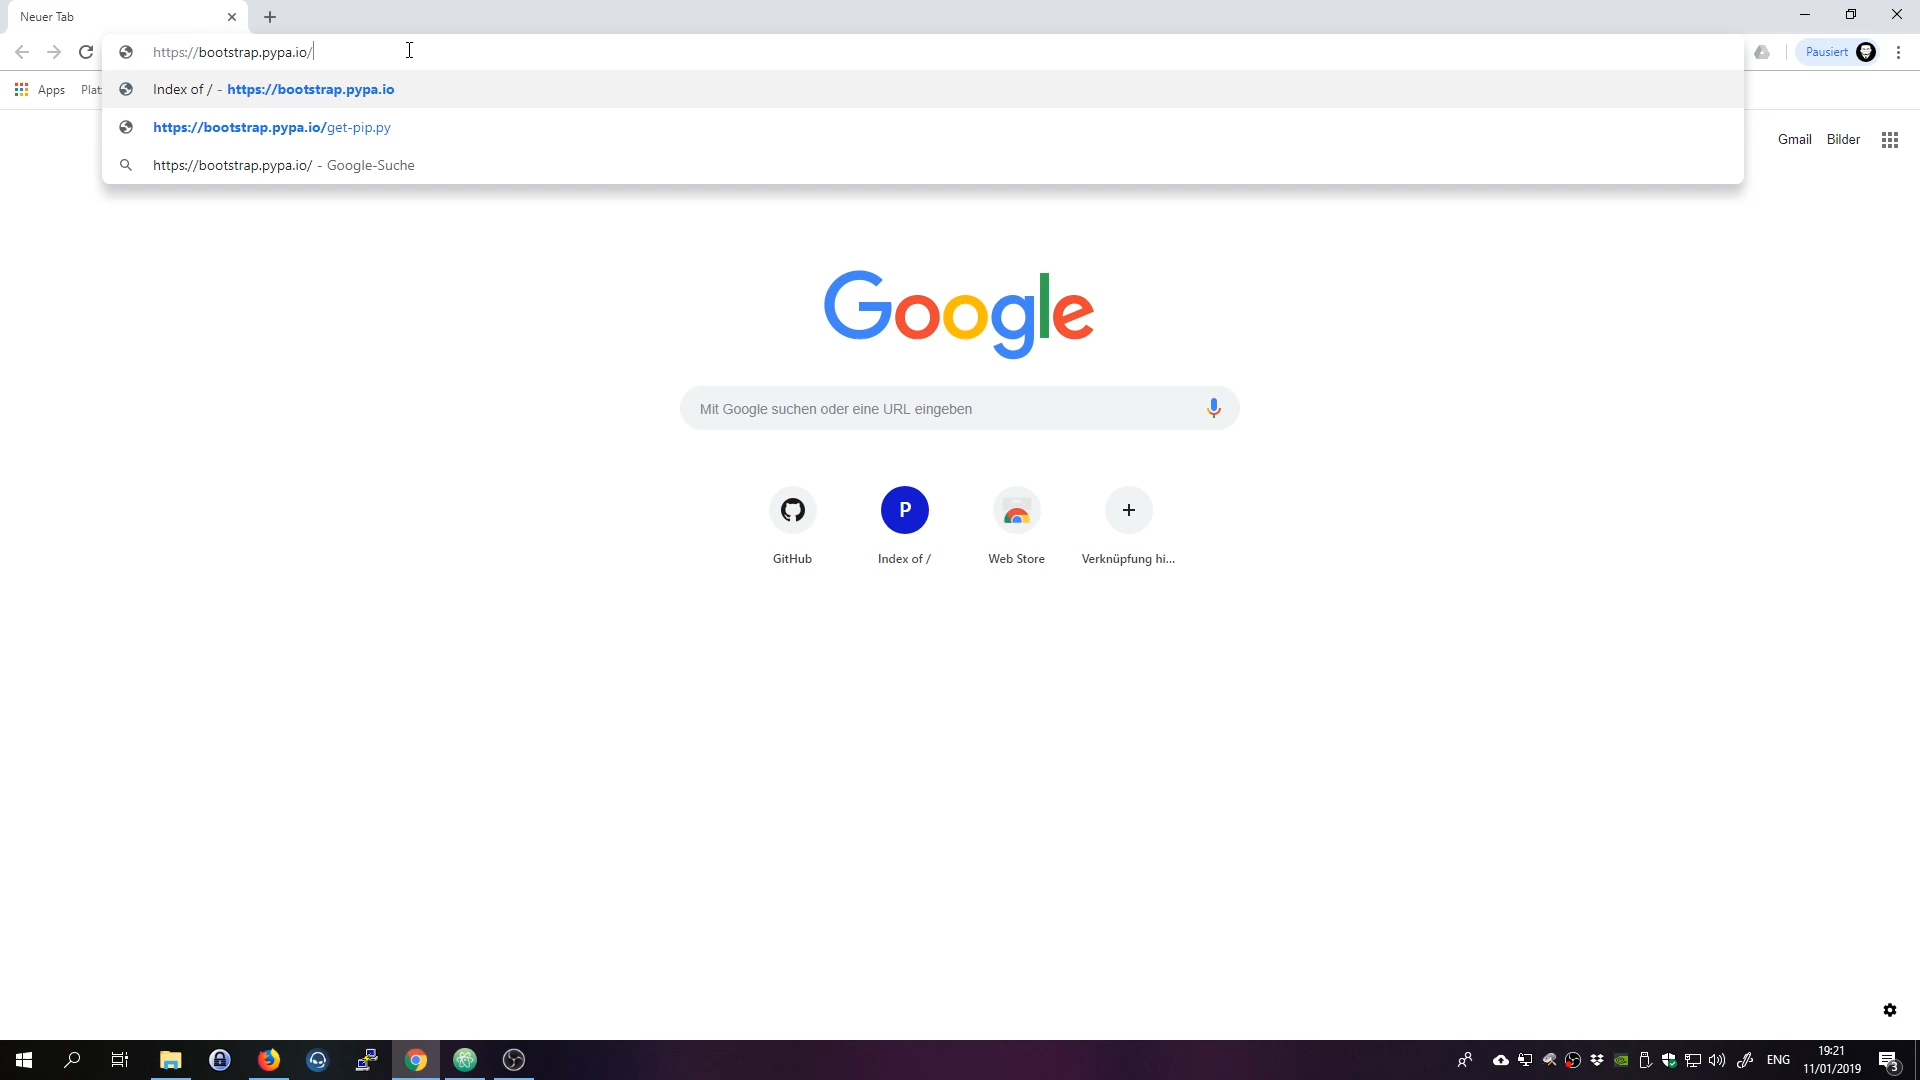 Neuer Tab
https://bootstrap.pypa.io/
Pausiert
Apps
Plat
Index of / - https://bootstrap.pypa.io
https://bootstrap.pypa.io/get-pip.py
https://bootstrap.pypa.io/ - Google-Suche
Gmail
Bilder
Google
Mit Google suchen oder eine URL eingeben
P
GitHub
Index of /
Web Store
Verknüpfung hi...
ENG
19:21
11/01/2019
3